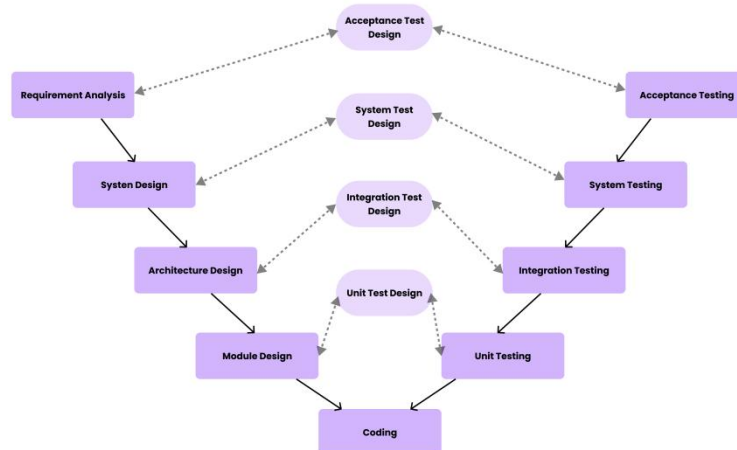 Acceptance Test
Design
Requirement Analysis
Acceptance Testing
System Test
Design
Systen Design
System Testing
Integration Test
Design
Architecture Design
Integration Testing
Unit Test Design
Module Design
Unit Testing
Coding